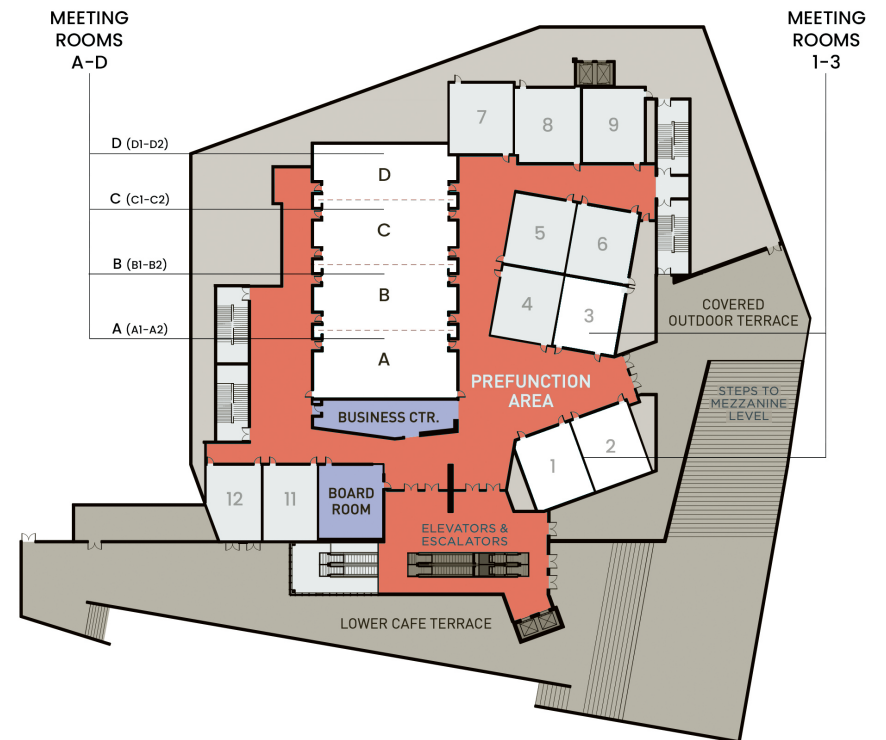 MEETING
ROOMS
A-D
MEETING
ROOMS
1-3
D (D1-D2)
C (C1-C2)
B (B1-B2)
A (A1-A2)
7
8
9
D
C
B
A
5
6
4
3
COVERED
OUTDOOR TERRACE
PREFUNCTION
AREA
STEPS TO
MEZZANINE
LEVEL
BUSINESS CTR.
1
2
12
11
BOARD
ROOM
ELEVATORS &
ESCALATORS
LOWER CAFE TERRACE